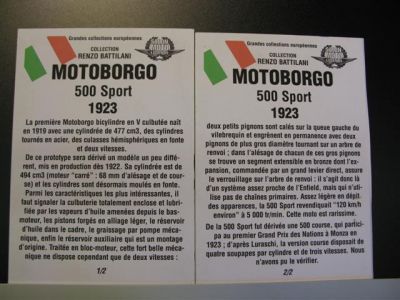 Grandes collections européennes
COLLECTION
RENZO BATTILANI
MOTOBORGO
500 Sport
1923
La première Motoborgo bicylindre en V culbutée naît
en 1919 avec une cylindrée de 477 cm3, des cylindres
tournés en acier, des culasses hémisphériques en fonte
et deux vitesses.
De ce prototype sera dérivé un modèle un peu diffé-
rent, mis en production dès 1922. Sa cylindrée est de
494 cm3 (moteur "carré" : 68 mm d'alésage et de cour-
se) et les cylindres sont désormais moulés en fonte.
Parmi les caractéristiques les plus intéressantes, il
faut signaler la culbuterie totalement enclose et lubri-
fiée par les vapeurs d'huile amenées depuis le bas-
moteur, les pistons forgés en alliage léger, le réservoir
d'huile dans le cadre, le graissage par pompe méca-
nique, enfin le réservoir auxiliaire qui est un montage
d'origine. Traitée en bloc-moteur, cette fort belle méca-
nique ne dispose cependant que de deux vitesses :
1/2
Grandes collections européennes
COLLECTION
RENZO BATTILANI
MOTOBORGO
500 Sport
1923
deux petits pignons sont calés sur la queue gauche du
vilebrequin et engrènent en permanence avec deux
pignons de plus gros diamètre tournant sur un arbre de
renvoi ; dans l'alésage de chacun de ces gros pignons
se trouve un segment extensible en bronze dont l'ex-
pansion, commandée par un grand levier direct, assure
le verrouillage sur l'arbre de renvoi : il s'agit donc là
d'un système assez proche de l'Enfield, mais qui n'utili-
se pas de chaînes primaires. Assez légère en dépit
des apparences, la 500 Sport revendiquait "120 km/h
environ" à 5 000 tr/min. Cette moto est rarissime.
De la 500 Sport fut dérivée une 500 course, qui partici-
pa au premier Grand Prix des Nations à Monza en
1923 ; d'après Luraschi, la version course disposait de
quatre soupapes par cylindre et de trois vitesses. Nous
n'avons pu le vérifier.
2/2